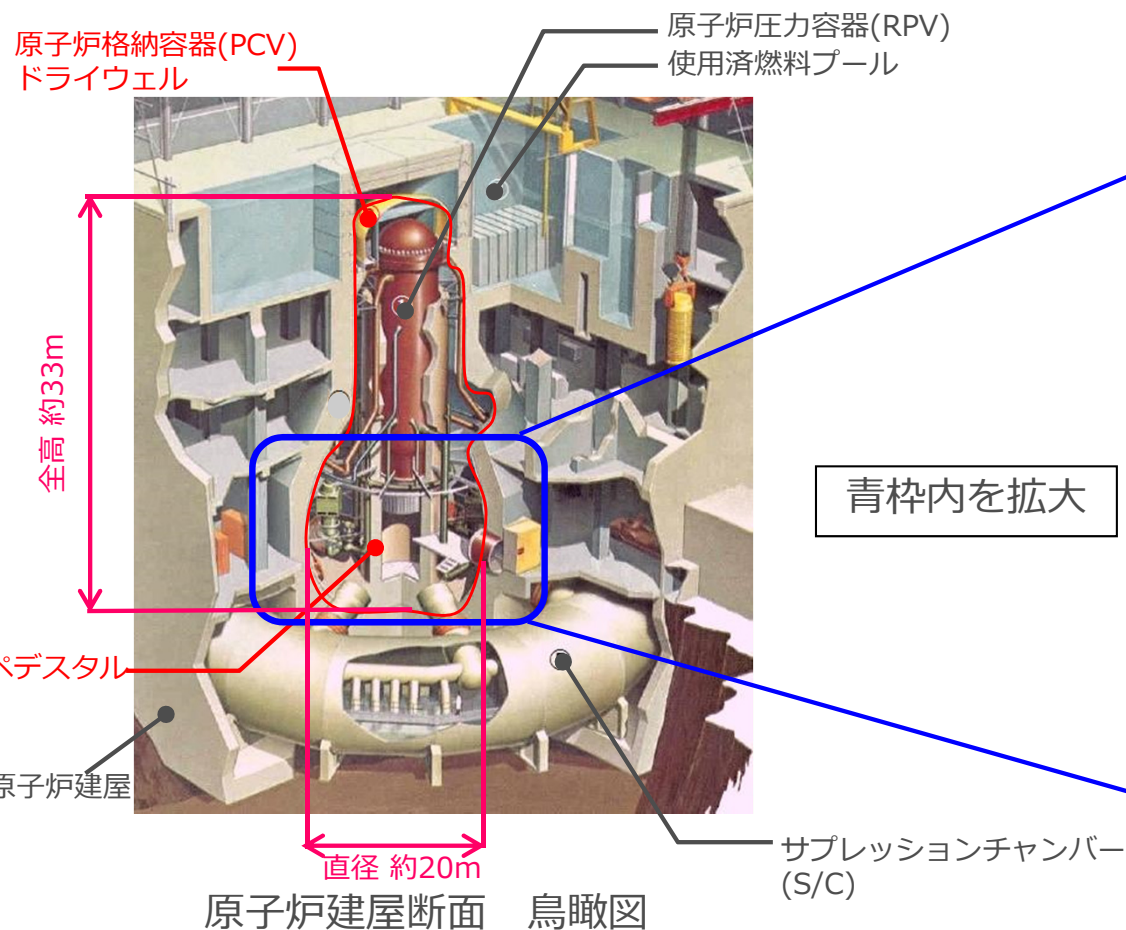 原子炉格納容器(PCV)
ドライウェル
原子炉圧力容器(RPV)
使用済燃料プール
全高 約33m
青枠内を拡大
ペデスタル
原子炉建屋
サプレッションチャンバー
(S/C)
直径 約20m
原子炉建屋断面 鳥瞰図